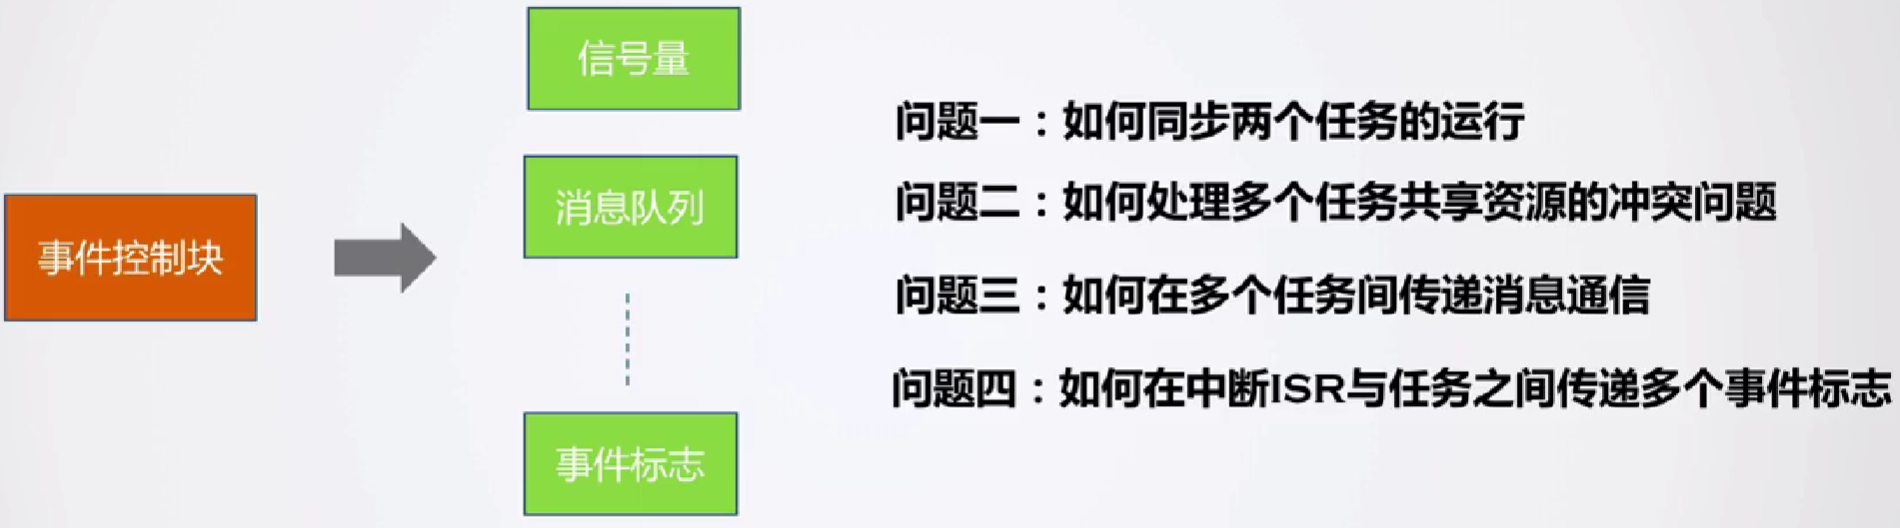 信号量
消息队列
事件控制块
事件标志
问题一：如何同步两个任务的运行
问题二：如何处理多个任务共享资源的冲突问题
问题三：如何在多个任务间传递消息通信
问题四：如何在中断ISR与任务之间传递多个事件标志